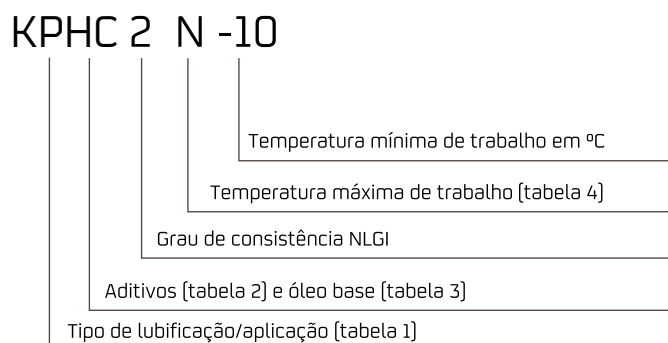 KPHC 2 N -10
Temperatura mínima de trabalho em ºC
Temperatura máxima de trabalho (tabela 4)
Grau de consistência NLGI
Aditivos (tabela 2) e óleo base (tabela 3)
Tipo de lubificação/aplicação (tabela 1)